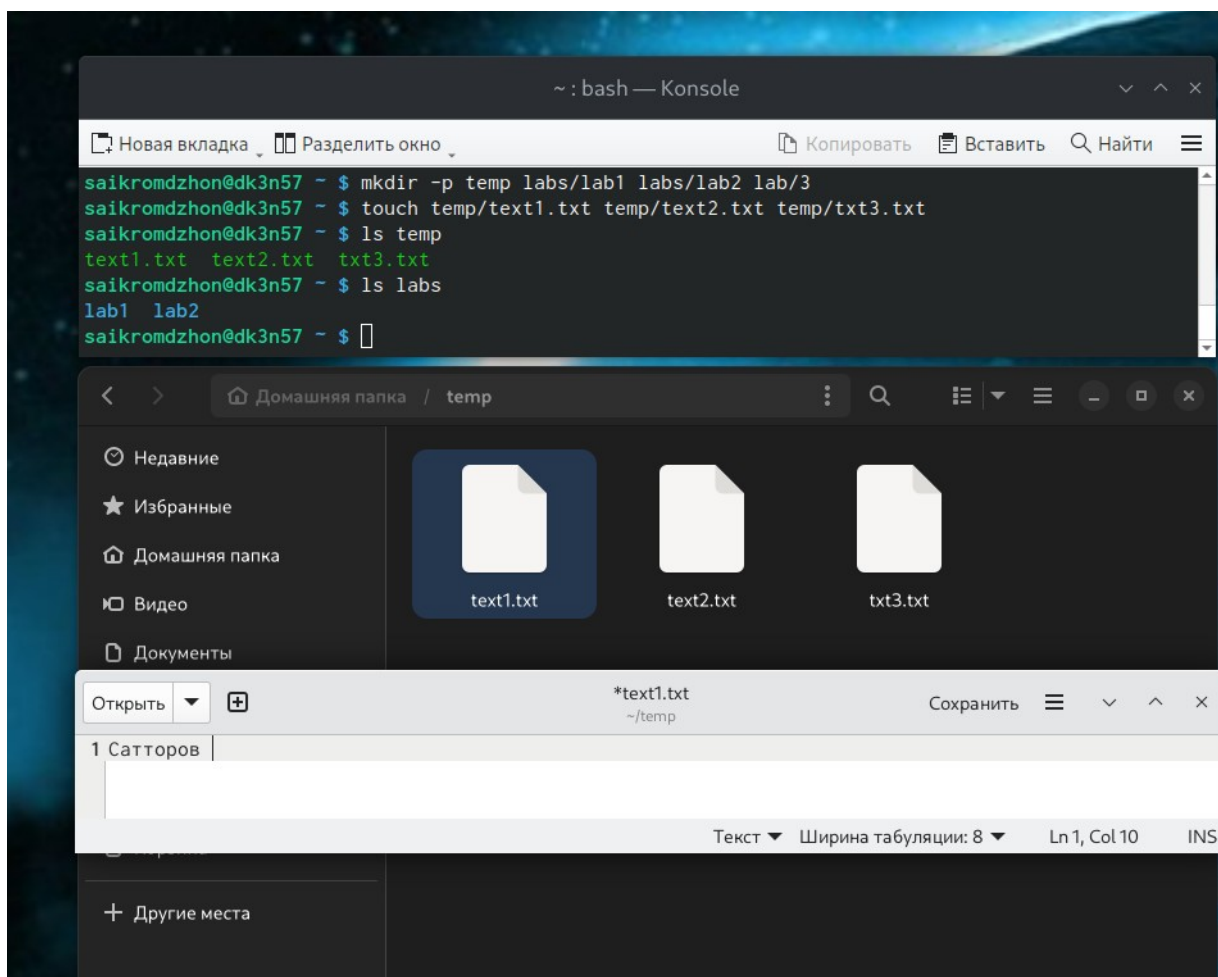 ~ : bash — Konsole
Новая вкладка Разделить окно Копировать Вставить Найти
saikromdzhon@dk3n57 ~ $ mkdir -p temp labs/lab1 labs/lab2 lab/3
saikromdzhon@dk3n57 ~ $ touch temp/text1.txt temp/text2.txt temp/txt3.txt
saikromdzhon@dk3n57 ~ $ ls temp
text1.txt text2.txt txt3.txt
saikromdzhon@dk3n57 ~ $ ls labs
lab1 lab2
saikromdzhon@dk3n57 ~ $
Домашняя папка / temp
Недавние
Избранные
Домашняя папка
Видео
Документы
text1.txt text2.txt txt3.txt
Открыть *text1.txt Сохранить
~/temp
1 Сатторов
Текст Ширина табуляции: 8 Ln 1, Col 10 INS
Другие места